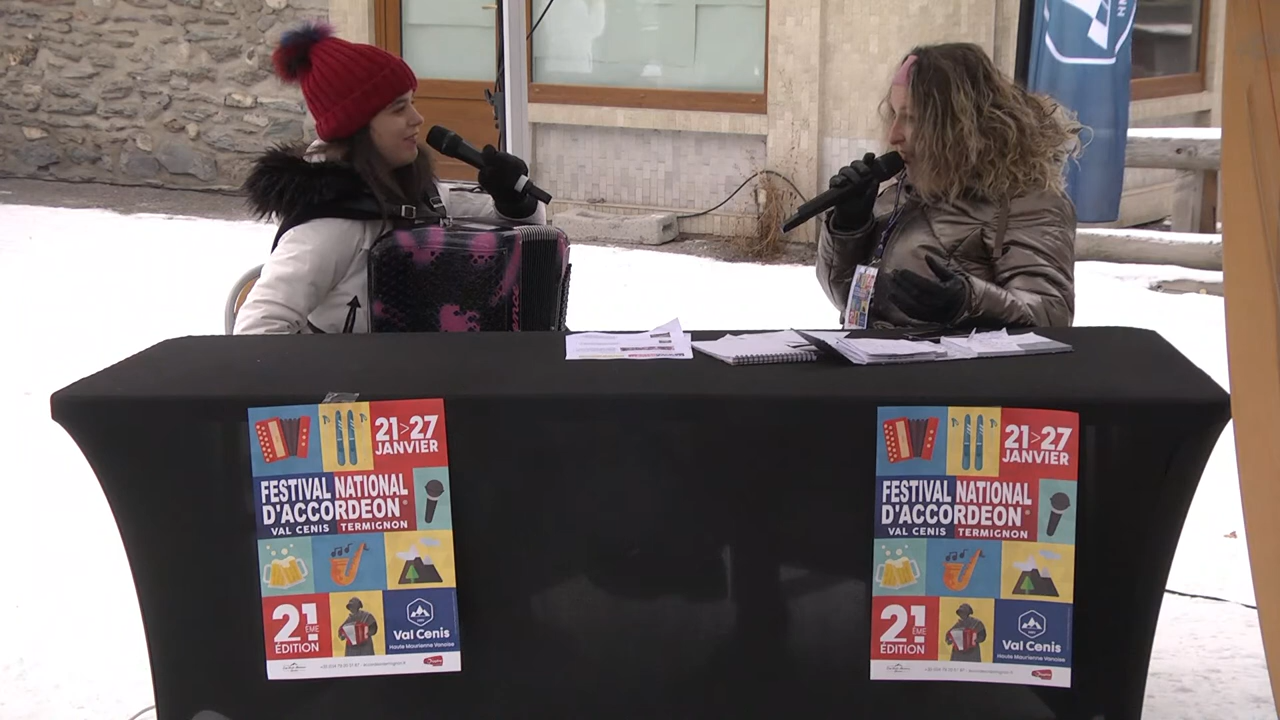 21>27
JANVIER
FESTIVAL NATIONAL
D'ACCORDEON
VAL CENIS TERMIGNON
21ÈME
ÉDITION
Val Cenis
Haute Maurienne Vanoise
21>27
JANVIER
FESTIVAL NATIONAL
D'ACCORDEON
VAL CENIS TERMIGNON
21ÈME
ÉDITION
Val Cenis
Haute Maurienne Vanoise